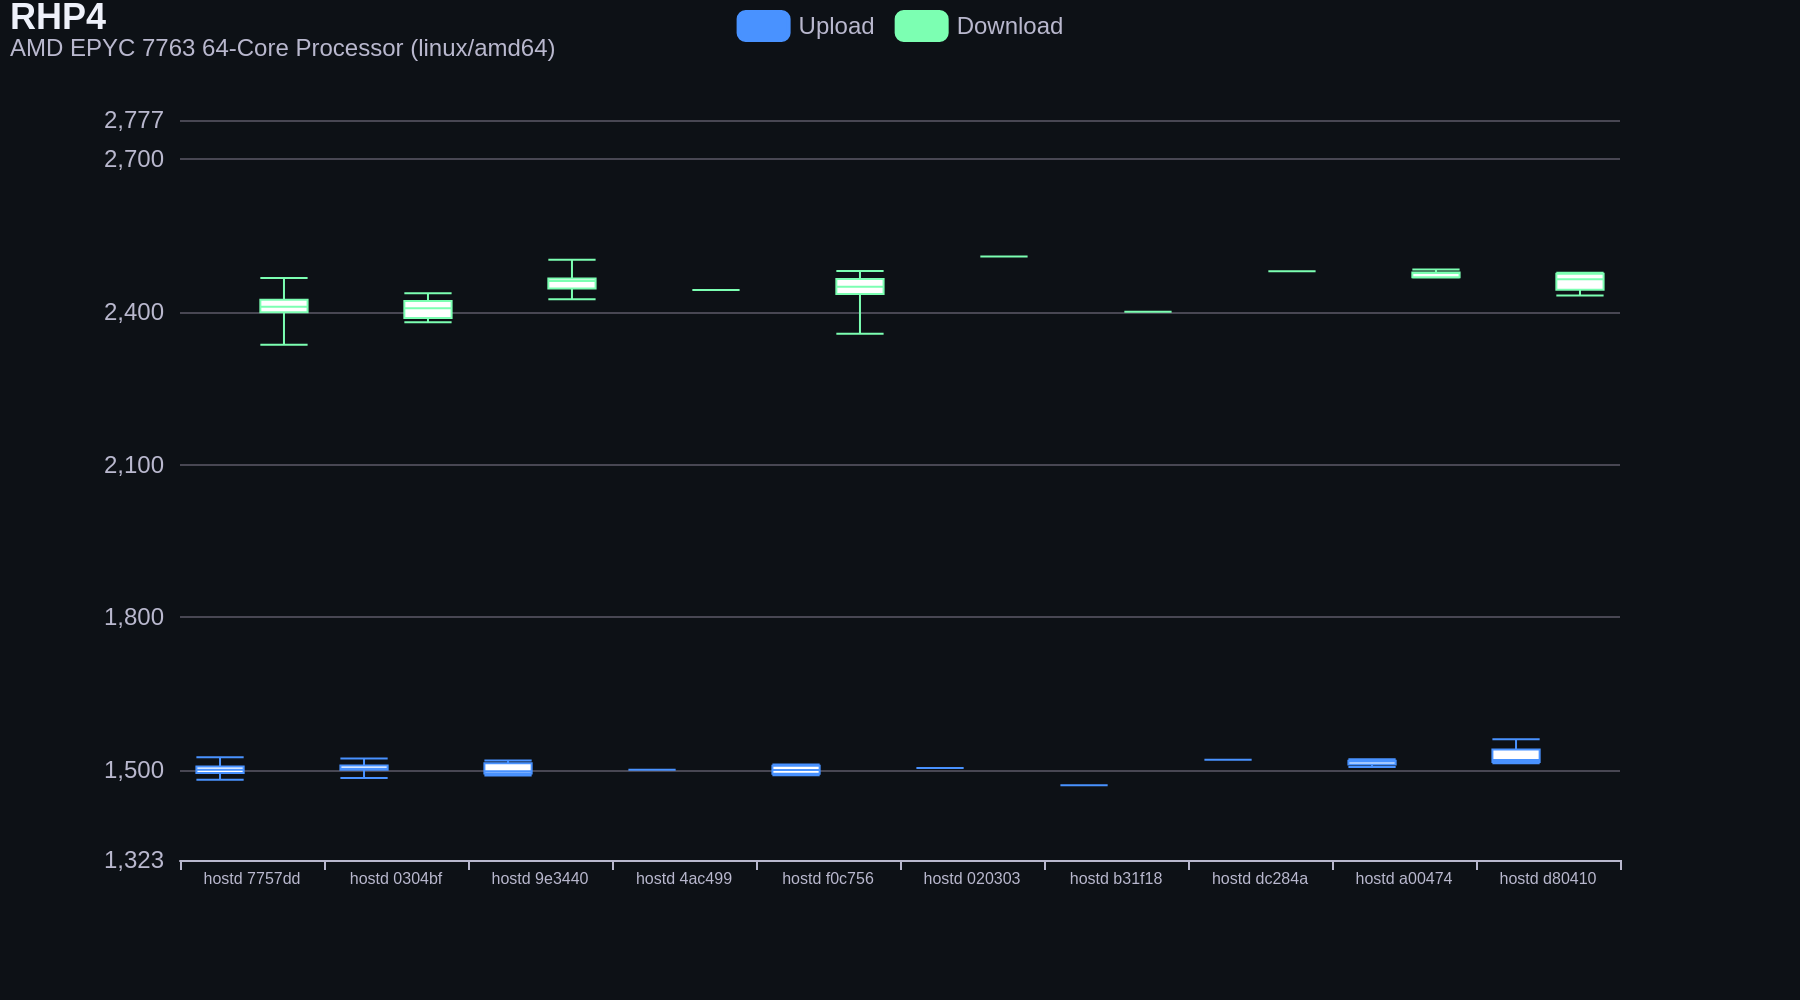 RHP4
AMD EPYC 7763 64-Core Processor (linux/amd64)
Upload Download
2,777
2,700
2,400
2,100
1,800
1,500
1,323
hostd 7757dd hostd 0304bf hostd 9e3440 hostd 4ac499 hostd f0c756 hostd 020303 hostd b31f18 hostd dc284a hostd a00474 hostd d80410